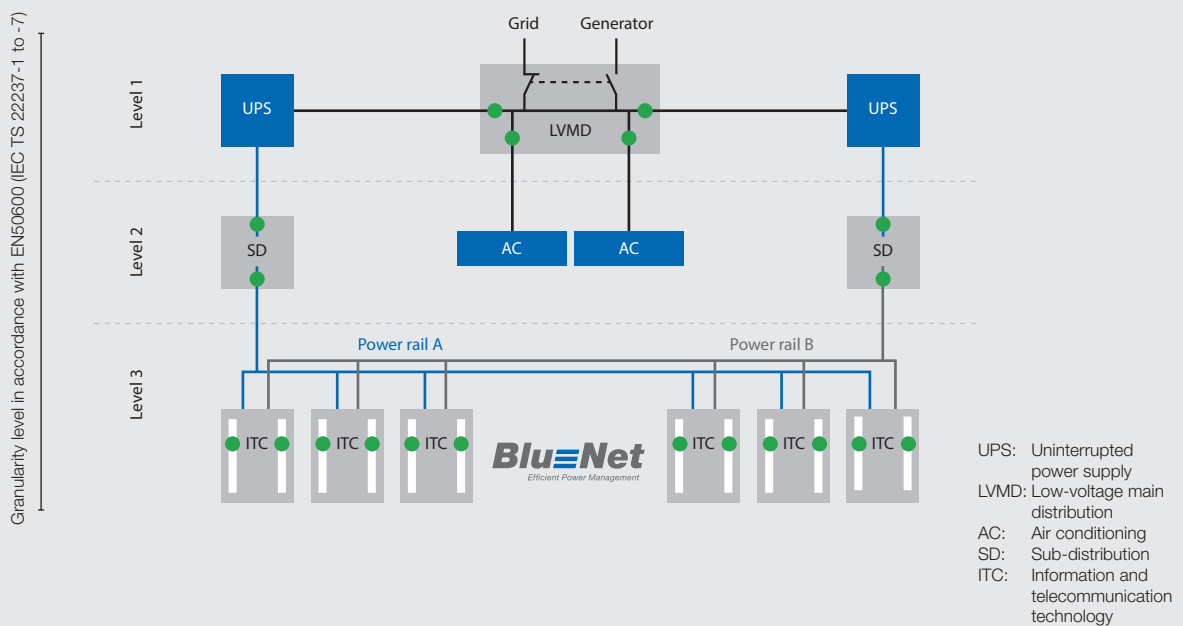 Granularity level in accordance with EN50600 (IEC TS 22237-1 to -7)
Grid
Generator
Level 1
UPS
LVMD
UPS
Level 2
SD
AC
AC
SD
Level 3
Power rail A
Power rail B
ITC
ITC
ITC
BlueNet
Efficient Power Management
ITC
ITC
ITC
UPS: Uninterrupted
power supply
LVMD: Low-voltage main
distribution
AC: Air conditioning
SD: Sub-distribution
ITC: Information and
telecommunication
technology